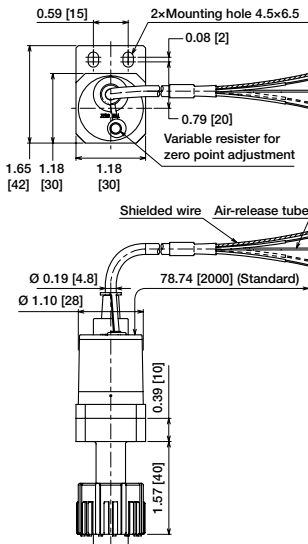 0.59 [15]
2×Mounting hole 4.5×6.5
0.08 [2]
0.79 [20]
Variable resister for
zero point adjustment
1.65
[42]
1.18
[30]
1.18
[30]
Shielded wire
Air-release tube
Ø 0.19 [4.8]
78.74 [2000] (Standard)
Ø 1.10 [28]
0.39 [10]
1.57 [40]